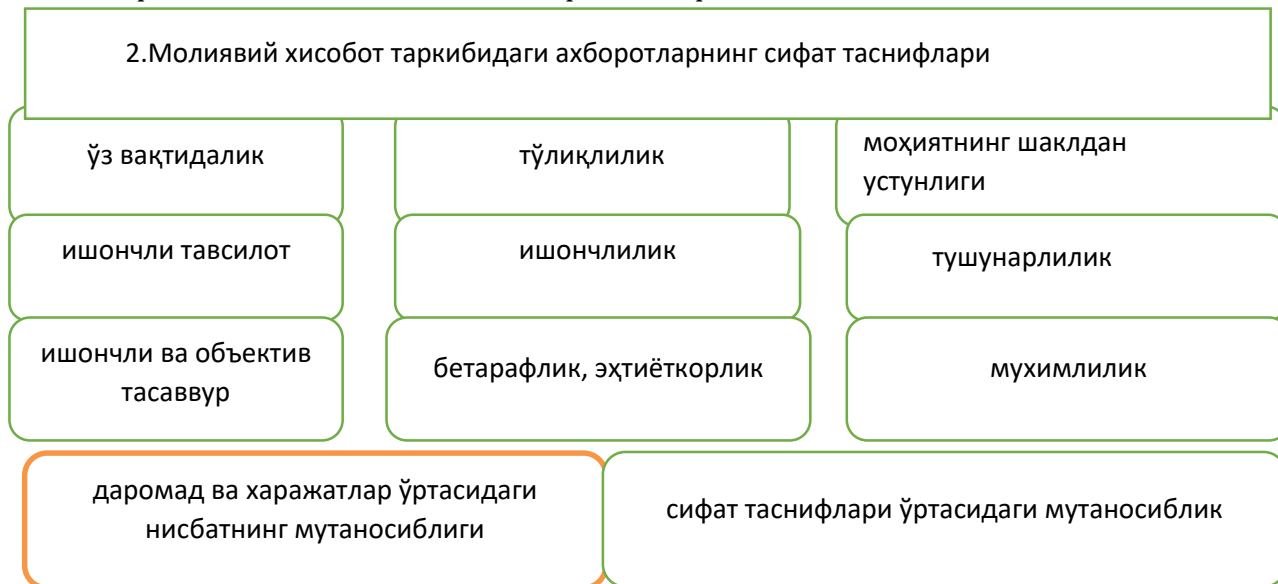 2.Молиявий хисобот таркибидаги ахборотларнинг сифат таснифлари
ўз вақтидалик
тўлиқлилик
моҳиятнинг шаклдан
устунлиги
ишончли тавсилот
ишончлилик
тушунарлилик
ишончли ва объектив
тасаввур
бетарафлик, эҳтиёткорлик
мухимлилик
даромад ва харажатлар ўртасидаги
нисбатнинг мутаносиблиги
сифат таснифлари ўртасидаги мутаносиблик